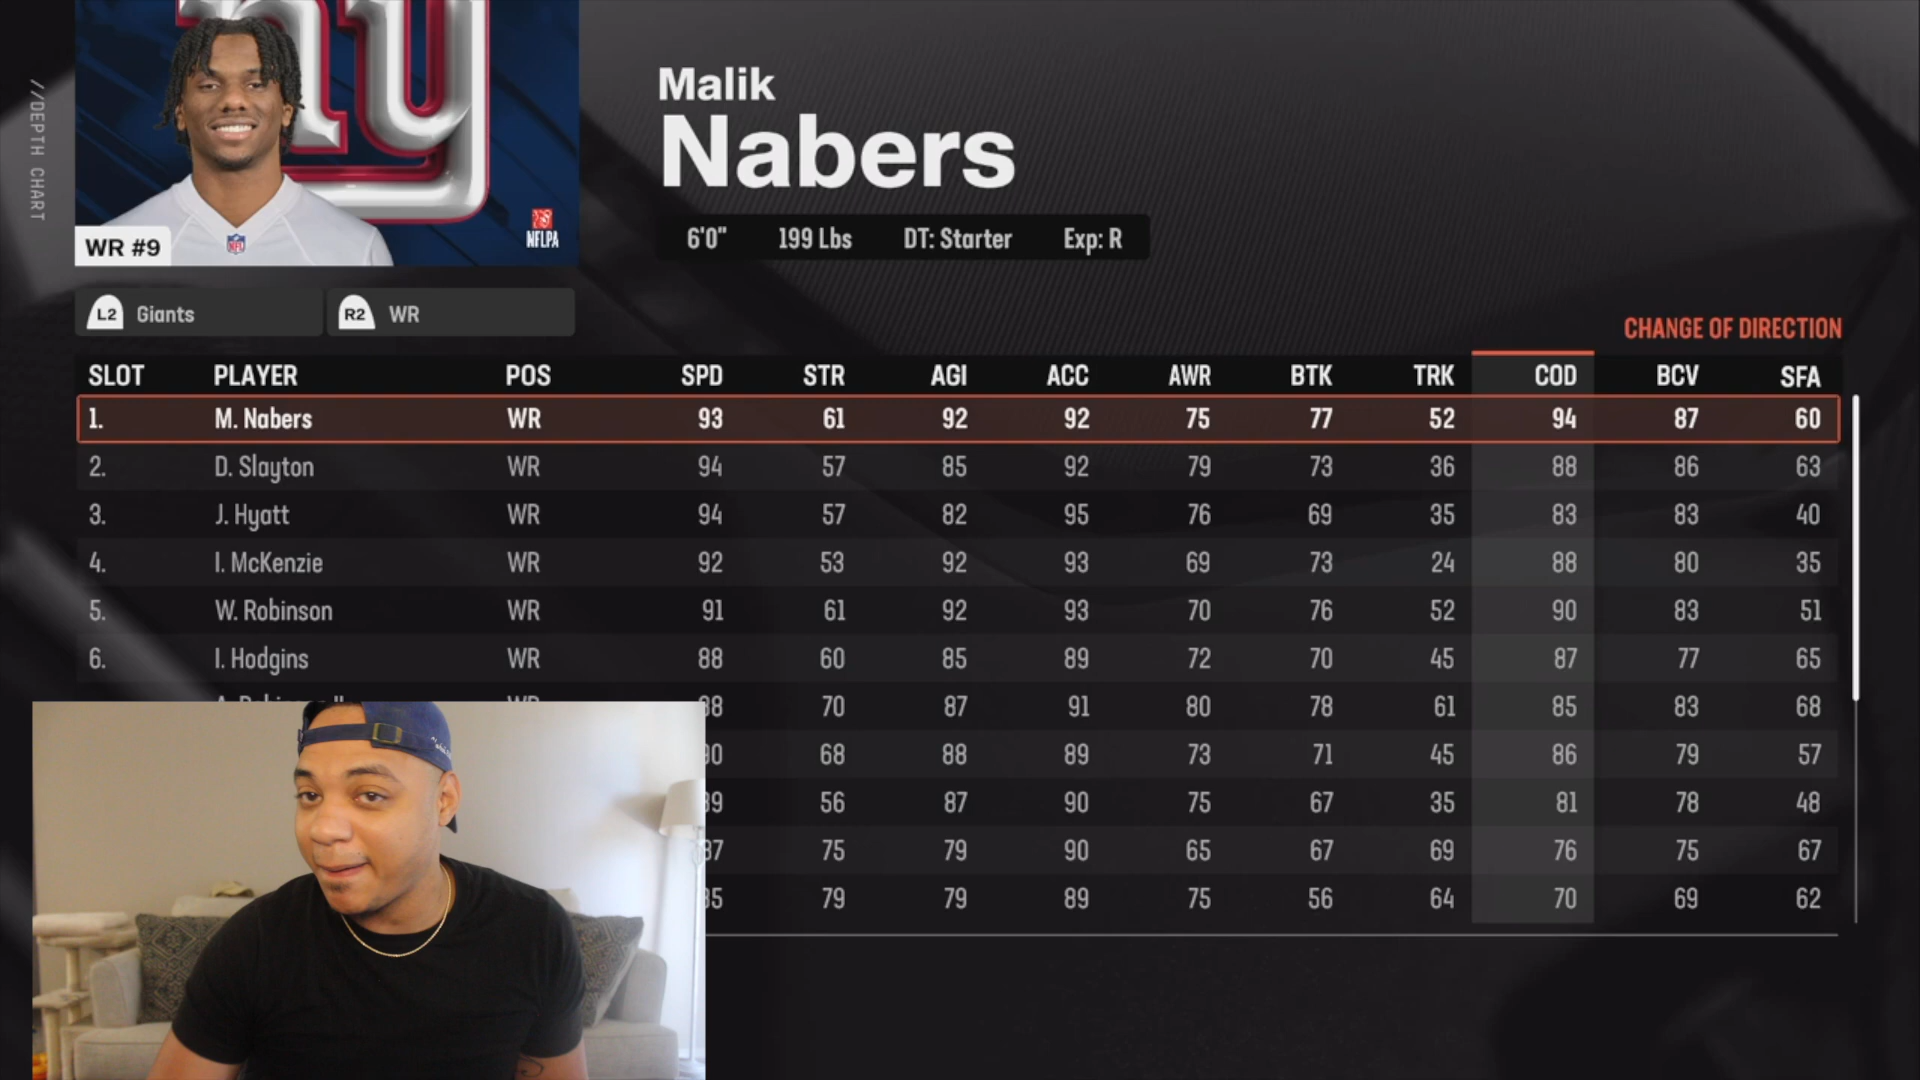 //DEPTH CHART
ny
WR #9
NFL
NFLPA
Malik
Nabers
6'0" 199 Lbs DT: Starter Exp: R
L2 Giants R2 WR
CHANGE OF DIRECTION
SLOT PLAYER POS SPD STR AGI ACC AWR BTK TRK COD BCV SFA
1. M. Nabers WR 93 61 92 92 75 77 52 94 87 60
2. D. Slayton WR 94 57 85 92 79 73 36 88 86 63
3. J. Hyatt WR 94 57 82 95 76 69 35 83 83 40
4. I. McKenzie WR 92 53 92 93 69 73 24 88 80 35
5. W. Robinson WR 91 61 92 93 70 76 52 90 83 51
6. I. Hodgins WR 88 60 85 89 72 70 45 87 77 65
70 87 91 80 78 61 85 83 68
68 88 89 73 71 45 86 79 57
56 87 90 75 67 35 81 78 48
75 79 90 65 67 69 76 75 67
79 79 89 75 56 64 70 69 62